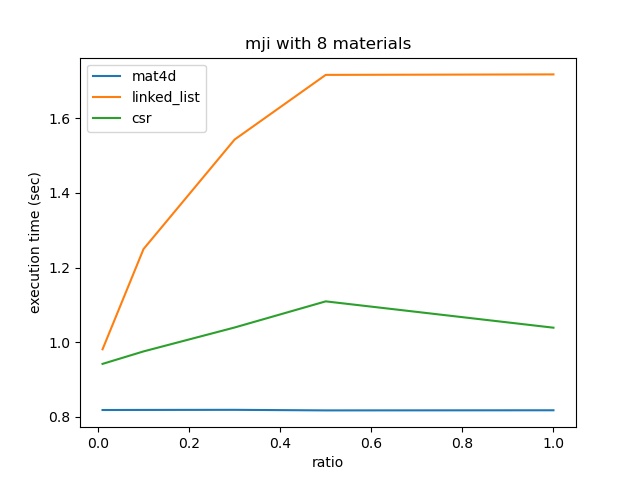 mji with 8 materials
mat4d
linked_list
csr
execution time (sec)
1.6
1.4
1.2
1.0
0.8
0.0 0.2 0.4 0.6 0.8 1.0
ratio